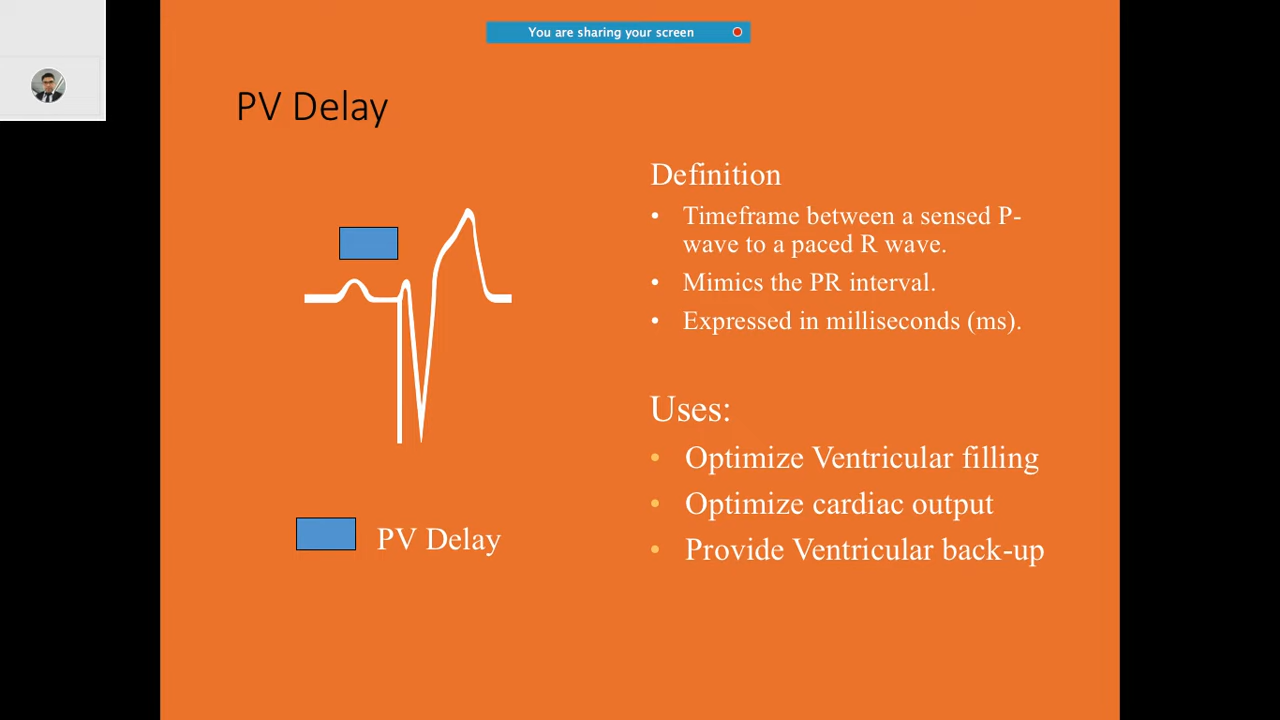 You are sharing your screen
PV Delay
Definition
• Timeframe between a sensed P-
wave to a paced R wave.
• Mimics the PR interval.
• Expressed in milliseconds (ms).
Uses:
• Optimize Ventricular filling
• Optimize cardiac output
• Provide Ventricular back-up
PV Delay